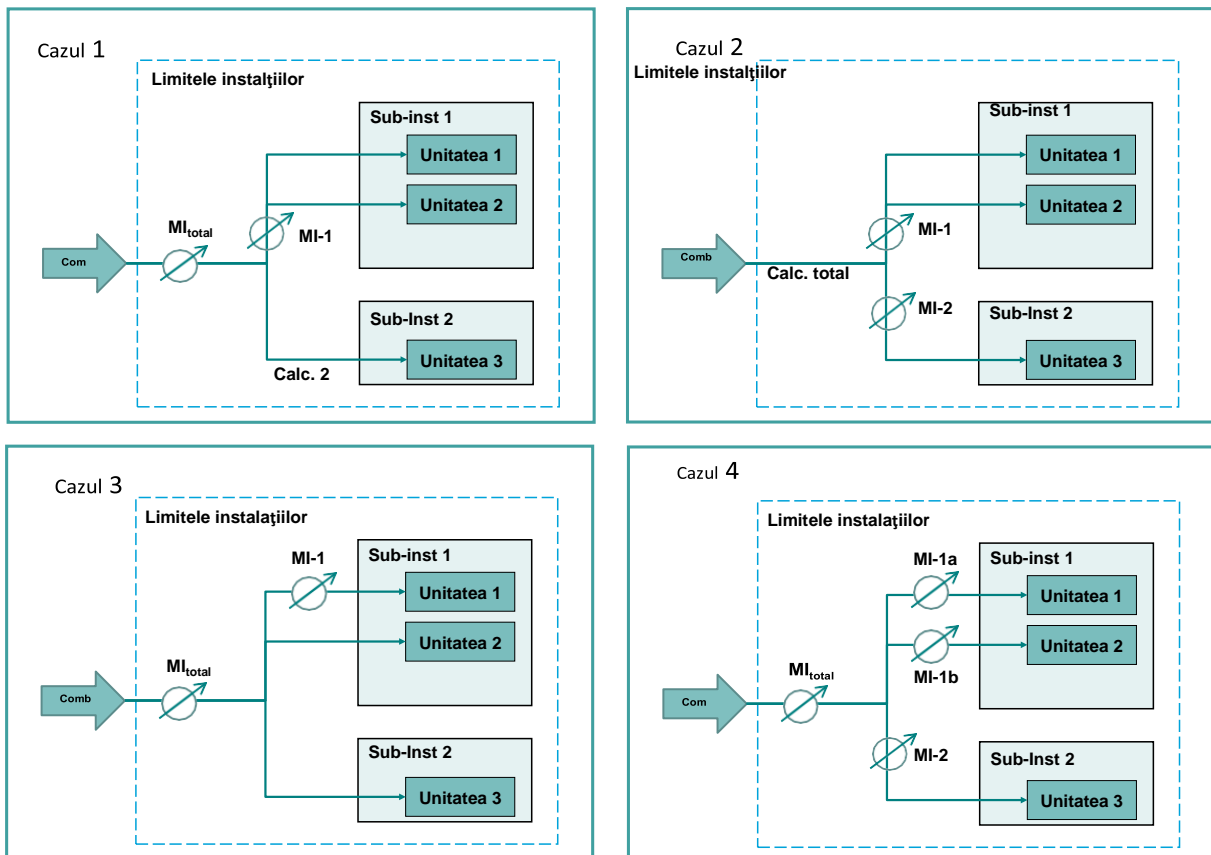 Cazul 1
Limitele instalţiilor
Sub-inst 1
Unitatea 1
Unitatea 2
MItotal
MI-1
Com
Sub-Inst 2
Unitatea 3
Calc. 2
Cazul 2
Limitele instalţiilor
Sub-inst 1
Unitatea 1
Unitatea 2
MI-1
Comb
Calc. total
MI-2
Sub-Inst 2
Unitatea 3
Cazul 3
Limitele instalaţiilor
MI-1
Sub-inst 1
Unitatea 1
Unitatea 2
MItotal
Comb
Sub-Inst 2
Unitatea 3
Cazul 4
Limitele instalaţiilor
MI-1a
Sub-inst 1
Unitatea 1
Unitatea 2
MI-1b
MItotal
Com
MI-2
Sub-Inst 2
Unitatea 3